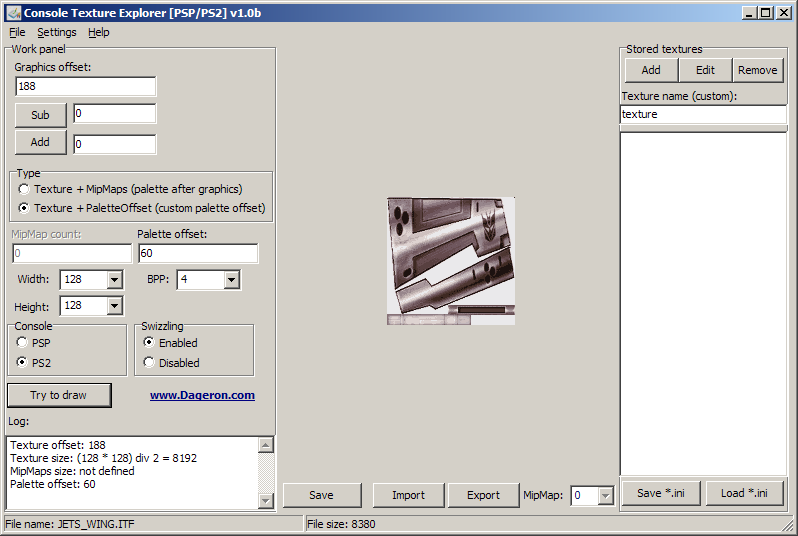 Console Texture Explorer [PSP/PS2] v1.0b
File Settings Help
Work panel
Graphics offset:
188
Sub 0
Add 0
Type
Texture + MipMaps (palette after graphics)
Texture + PaletteOffset (custom palette offset)
MipMap count: Palette offset:
0 60
Width: 128 BPP: 4
Height: 128
Console Swizzling
PSP Enabled
PS2 Disabled
Try to draw www.Dageron.com
Log:
Texture offset: 188
Texture size: (128 * 128) div 2 = 8192
MipMaps size: not defined
Palette offset: 60
Save Import Export MipMap: 0
Stored textures
Add Edit Remove
Texture name (custom):
texture
Save *.ini Load *.ini
File name: JETS_WING.ITF File size: 8380